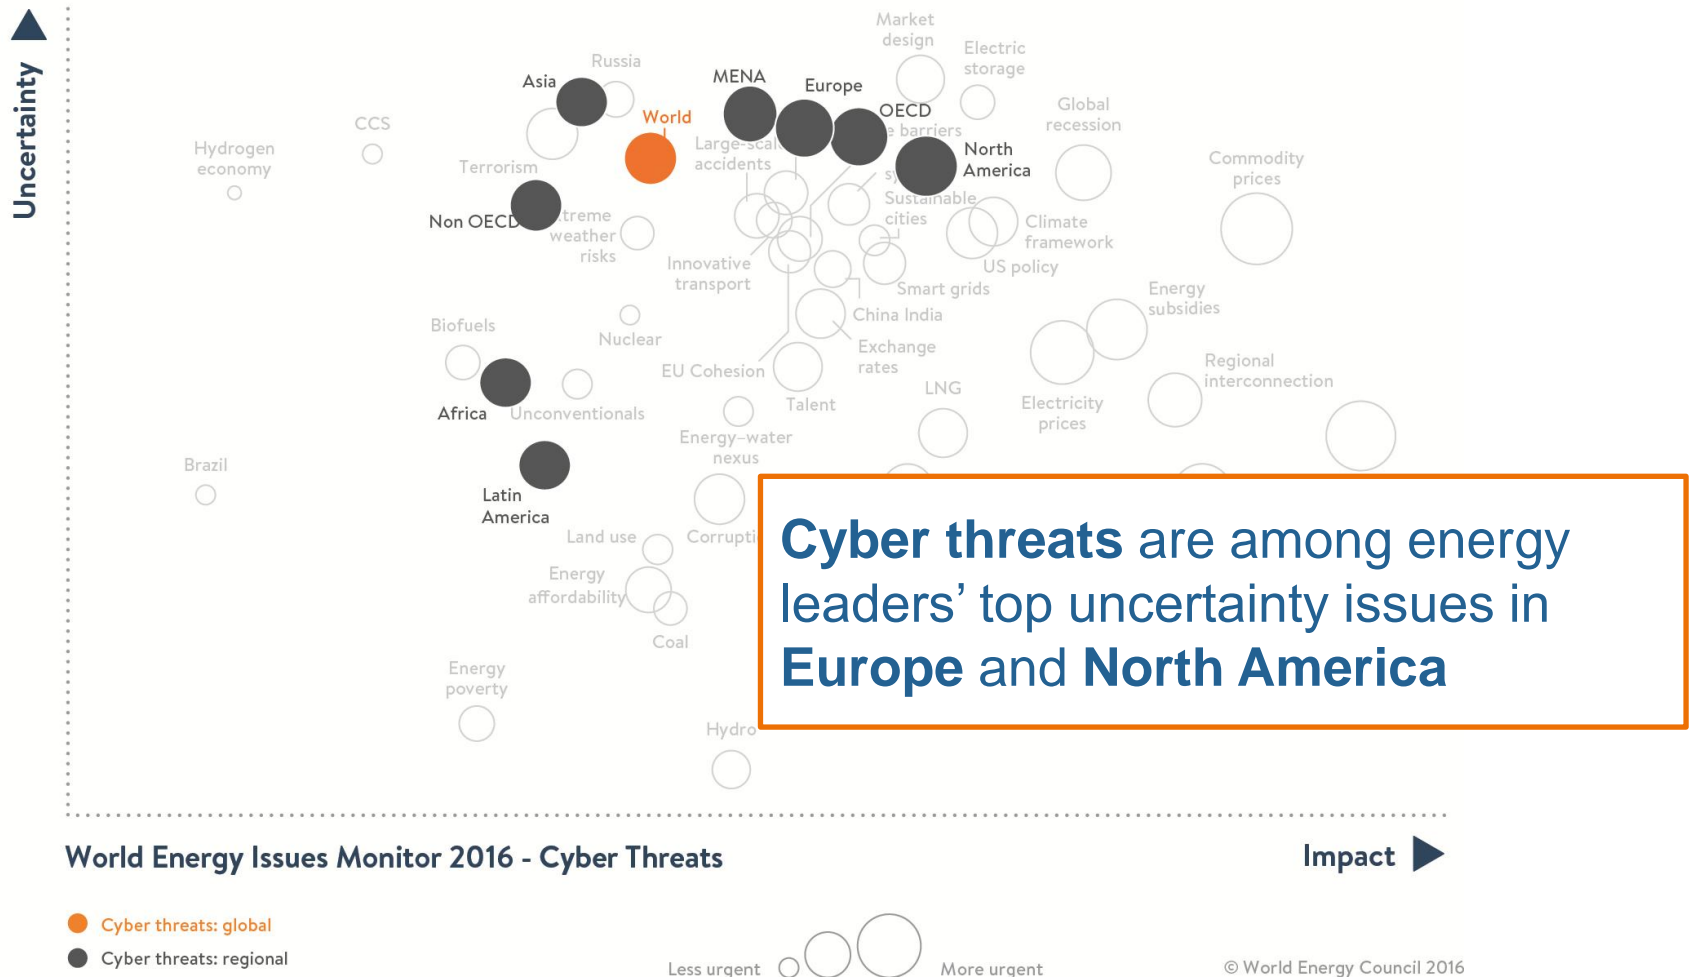 Uncertainty
Market
design
Electric
storage
Russia
Asia
MENA
Europe
World
OECD
e barriers
Global
recession
CCS
Hydrogen
economy
Terrorism
Large-scale
accidents
North
America
Commodity
prices
Non OECD
xtreme
weather
risks
Sustainable
cities
Climate
framework
Innovative
transport
US policy
Smart grids
Energy
subsidies
Biofuels
Nuclear
China India
Exchange
rates
EU Cohesion
Regional
interconnection
Africa
Unconventionals
Talent
LNG
Electricity
prices
Energy–water
nexus
Brazil
Latin
America
Land use
Corrupti
Energy
affordability
Coal
Energy
poverty
Hydro
Cyber threats are among energy
leaders’ top uncertainty issues in
Europe and North America
World Energy Issues Monitor 2016 - Cyber Threats
Impact
Cyber threats: global
Cyber threats: regional
Less urgent
More urgent
© World Energy Council 2016